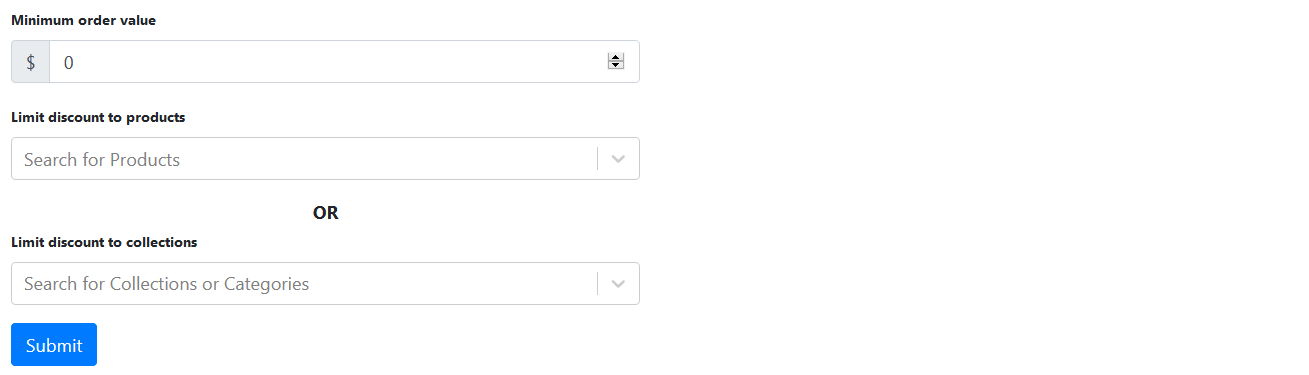 Minimum order value
$ 0
Limit discount to products
Search for Products
OR
Limit discount to collections
Search for Collections or Categories
Submit